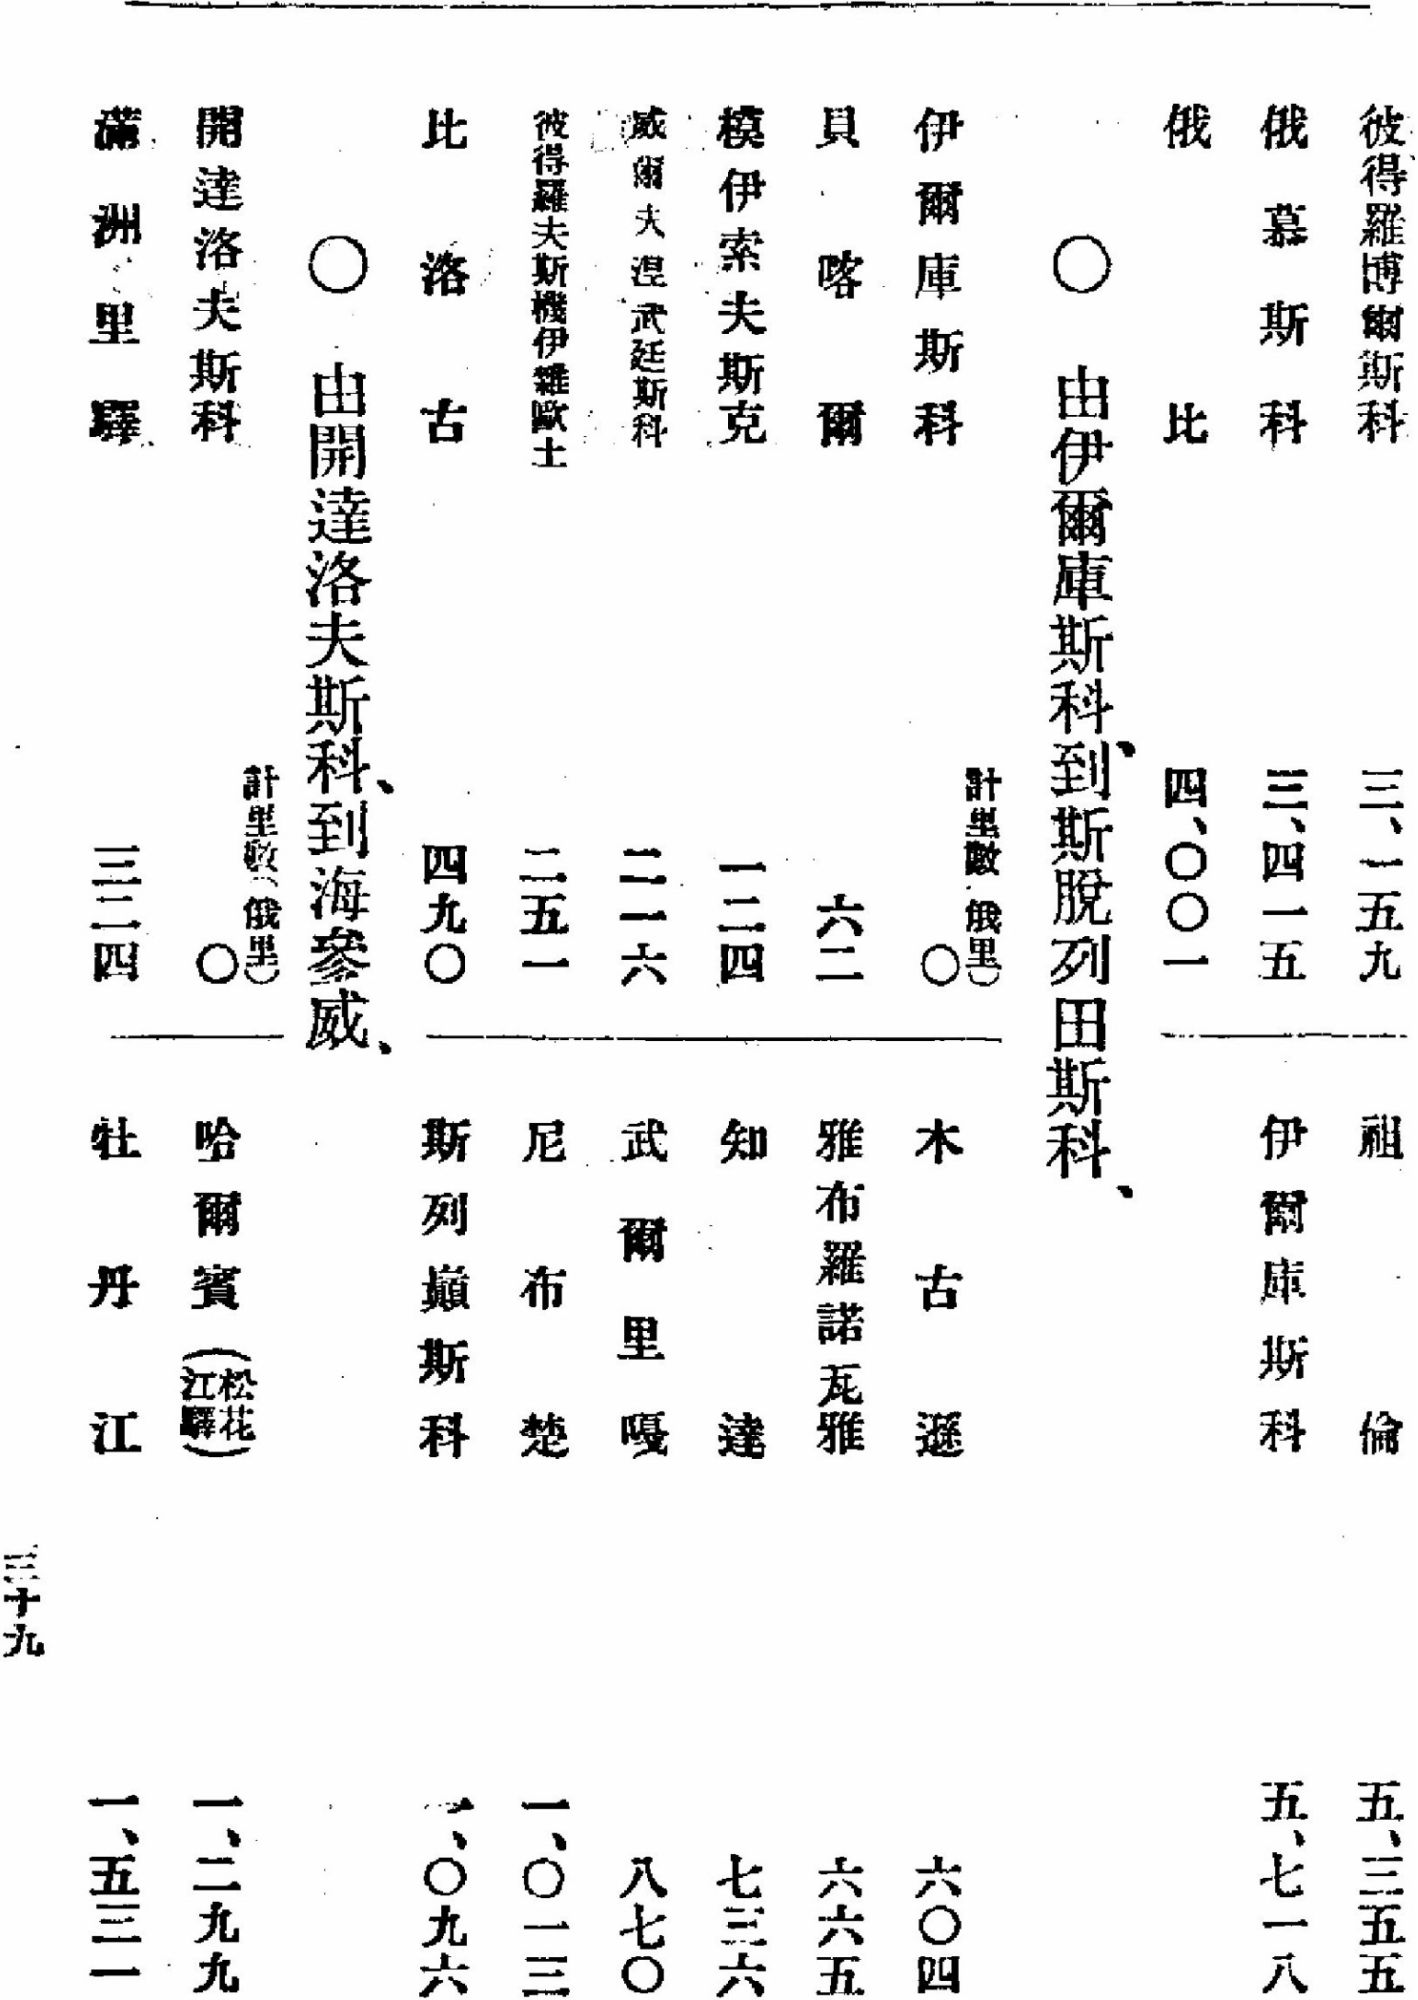 彼得羅博爾斯科　三、一五九
俄慕斯科　三、四一五
俄比　四、〇〇一
祖倫　五、三五五
伊爾庫斯科　五、七一八
〇　由伊爾庫斯科、到斯脫列田斯科、
計里數（俄里）
伊爾庫斯科　〇
貝喀爾　六二
模伊索夫斯克　一二四
威爾夫涅武廷斯科　二一六
彼得羅夫斯機伊雜歐土　二五一
比洛古　四九〇
木古遜　六〇四
雅布羅諾瓦雅　六六五
知達　七三六
武爾里嘎　八七〇
尼布楚　一、〇一三
斯列巔斯科　一、〇九六
〇　由開達洛夫斯科、到海參威、
計里數（俄里）
開達洛夫斯科　〇
滿洲里驛　三二四
哈爾賓（松花江驛）　一、二九九
牡丹江　一、五三一
三十九